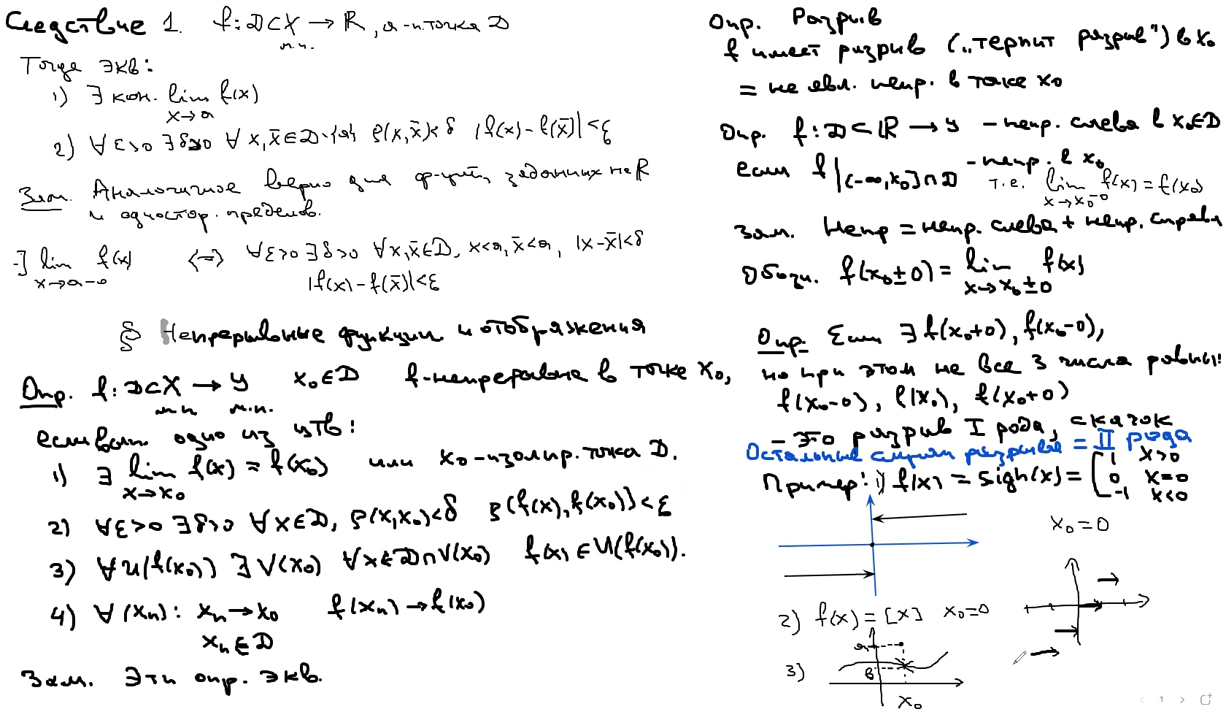 Следствие 1. f: D⊂X → R, a - п. точка D
м.п.
Тогда экв:
1) ∃ кон. lim f(x)
x→a
2) ∀ε>0 ∃δ>0 ∀x,x̄∈D∖{a} ρ(x,x̄)<δ |f(x)-f(x̄)|<ε
Зам. Аналогичное верно для ф-ций, заданных на R
и одностор. пределов.
∃ lim f(x) ⟺ ∀ε>0 ∃δ>0 ∀x,x̄∈D, x<a, x̄<a, |x-x̄|<δ
x→a-0 |f(x)-f(x̄)|<ε
§ Непрерывные функции и отображения
Опр. f: D⊂X → Y x₀∈D f-непрерывна в точке x₀,
м.п. м.п.
если вып. одно из утв:
1) ∃ lim f(x) = f(x₀) или x₀-изолир. точка D.
x→x₀
2) ∀ε>0 ∃δ>0 ∀x∈D, ρ(x,x₀)<δ ρ(f(x),f(x₀))<ε
3) ∀U(f(x₀)) ∃V(x₀) ∀x∈D∩V(x₀) f(x)∈U(f(x₀)).
4) ∀(xₙ): xₙ→x₀ f(xₙ)→f(x₀)
xₙ∈D
Зам. Эти опр. экв.
Опр. Разрыв
f имеет разрыв („терпит разрыв") в x₀
= не явл. непр. в точке x₀
Опр. f: D⊂R → Y - непр. слева в x₀∈D
если f|(-∞,x₀]∩D - непр. в x₀
т.е. lim f(x) = f(x₀)
x→x₀-0
Зам. Непр = непр. слева + непр. справа
Обозн. f(x₀±0) = lim f(x)
x→x₀±0
Опр: Если ∃ f(x₀+0), f(x₀-0),
но при этом не все 3 числа равны:
f(x₀-0), f(x₀), f(x₀+0)
- это разрыв I рода, скачок
Остальные случаи разрыва = II рода
Пример: 1) f(x) = sign(x) = [ 1 x>0
0 x=0
-1 x<0
x₀=0
2) f(x) = [x] x₀=0
3)
a
b
x₀